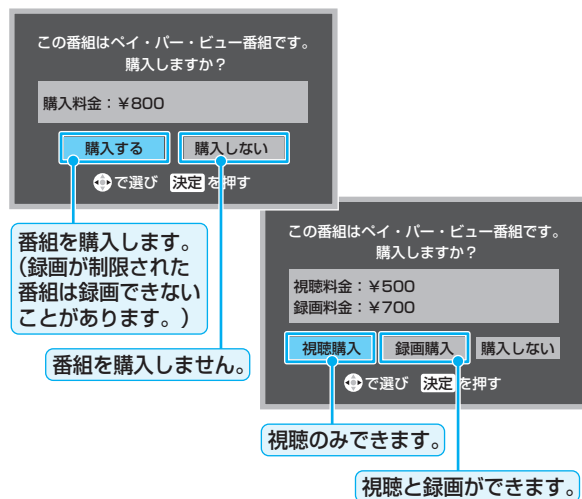 この番組はペイ・パー・ビュー番組です。
購入しますか？
購入料金：￥800
購入する 購入しない
で選び 決定 を押す
番組を購入します。
（録画が制限された
番組は録画できない
ことがあります。）
番組を購入しません。
この番組はペイ・パー・ビュー番組です。
購入しますか？
視聴料金：￥500
録画料金：￥700
視聴購入 録画購入 購入しない
で選び 決定 を押す
視聴のみできます。
視聴と録画ができます。